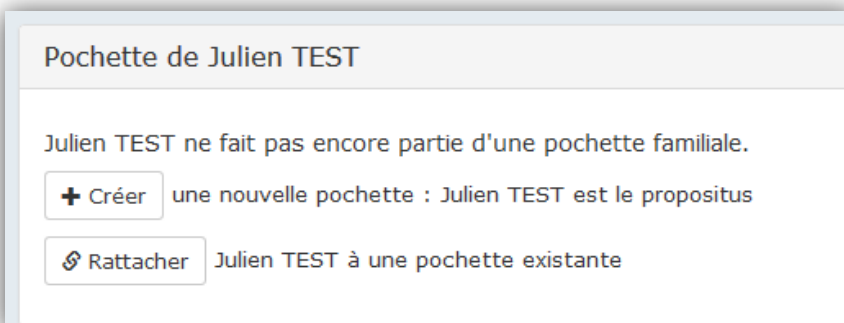 Pochette de Julien TEST
Julien TEST ne fait pas encore partie d'une pochette familiale.
Créer une nouvelle pochette : Julien TEST est le propositus
Rattacher Julien TEST à une pochette existante